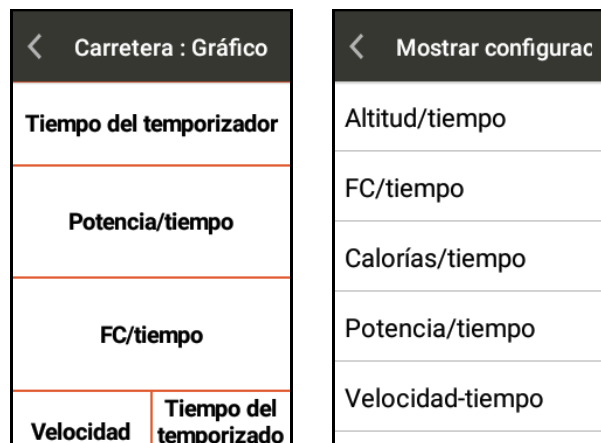 Carretera : Gráfico
Tiempo del temporizador
Potencia/tiempo
FC/tiempo
Velocidad
Tiempo del
temporizado
Mostrar configurac
Altitud/tiempo
FC/tiempo
Calorías/tiempo
Potencia/tiempo
Velocidad-tiempo